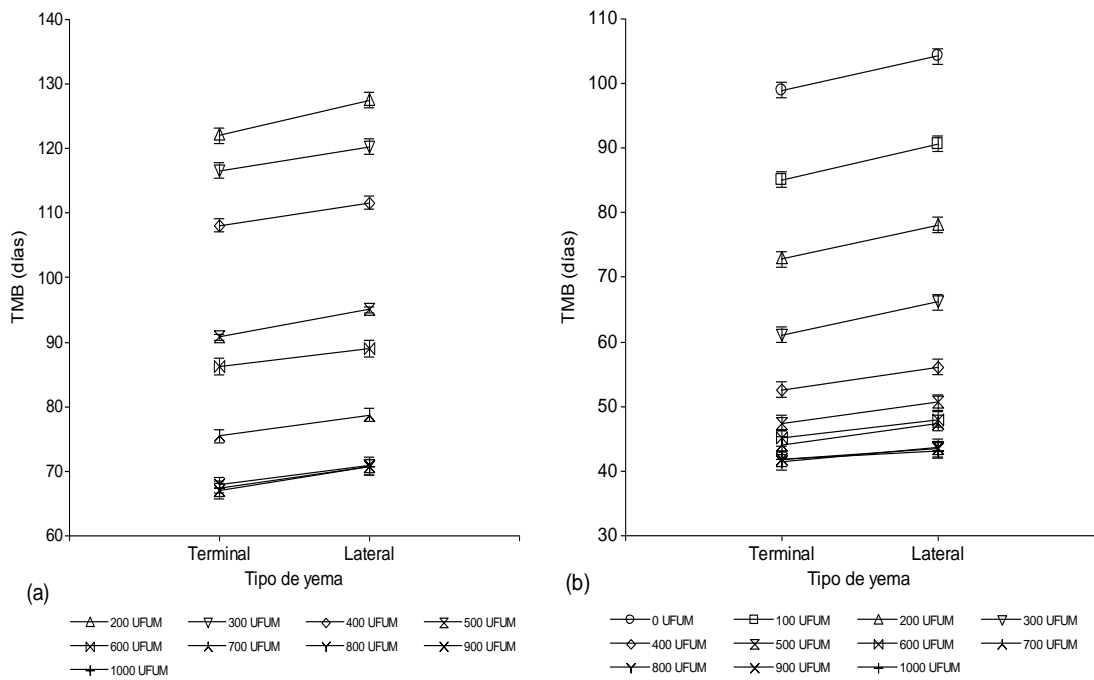 140
130
120
110
100
90
80
70
60
TMB (días)
Terminal Lateral
Tipo de yema
(a)
200 UFUM 300 UFUM 400 UFUM 500 UFUM
600 UFUM 700 UFUM 800 UFUM 900 UFUM
1000 UFUM
110
100
90
80
70
60
50
40
30
TMB (días)
Terminal Lateral
Tipo de yema
(b)
0 UFUM 100 UFUM 200 UFUM 300 UFUM
400 UFUM 500 UFUM 600 UFUM 700 UFUM
800 UFUM 900 UFUM 1000 UFUM